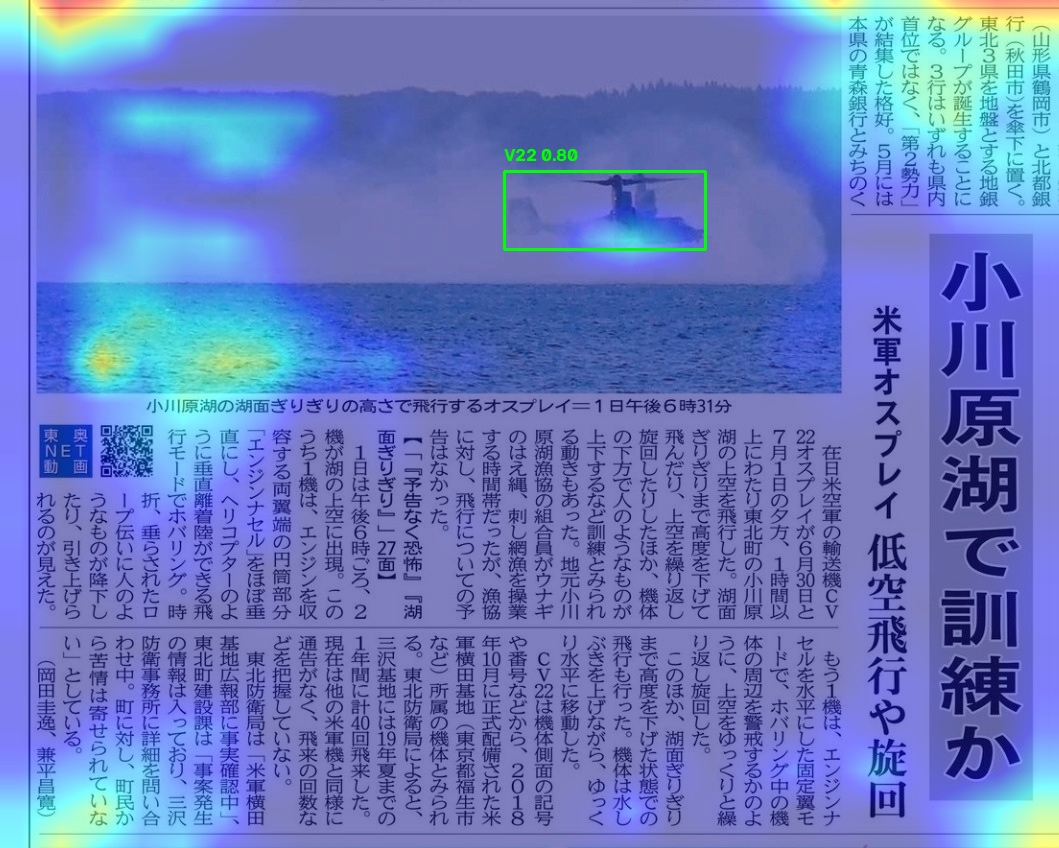 V22 0.80
（山形県鶴岡市）と北都銀
行（秋田市）を傘下に置く。
東北3県を地盤とする地銀
グループが誕生することに
なる。3行はいずれも県内
首位ではなく、「第2勢力」
が結集した格好。5月には
本県の青森銀行とみちのく
小川原湖で訓練か
米軍オスプレイ 低空飛行や旋回
小川原湖の湖面ぎりぎりの高さで飛行するオスプレイ=1日午後6時31分
在日米空軍の輸送機CV
22オスプレイが6月30日と
7月1日の夕方、1時間以
上にわたり東北町の小川原
湖の上空を飛行した。湖面
ぎりぎりまで高度を下げて
飛んだり、上空を繰り返し
旋回したりしたほか、機体
の下方で人のようなものが
上下するなど訓練とみられ
る動きもあった。地元小川
原湖漁協の組合員がウナギ
のはえ縄、刺し網漁を操業
する時間帯だったが、漁協
に対し、飛行についての予
告はなかった。
【「『予告なく恐怖』『湖
面ぎりぎり』」27面】
1日は午後6時ごろ、2
機が湖の上空に出現。この
うち1機は、エンジンを収
容する両翼端の円筒部分
「エンジンナセル」をほぼ垂
直にし、ヘリコプターのよ
うに垂直離着陸ができる飛
行モードでホバリング。時
折、垂らされたロ
ープ伝いに人のよ
うなものが降下し
たり、引き上げら
れるのが見えた。
奥
東
NET
動画
もう1機は、エンジンナ
セルを水平にした固定翼モ
ードで、ホバリング中の機
体の周辺を警戒するかのよ
うに、上空をゆっくりと繰
り返し旋回した。
このほか、湖面ぎりぎり
まで高度を下げた状態での
飛行も行った。機体は水し
ぶきを上げながら、ゆっく
り水平に移動した。
CV22は機体側面の記号
や番号などから、2018
年10月に正式配備された米
軍横田基地（東京都福生市
など）所属の機体とみられ
る。東北防衛局によると、
三沢基地には19年夏までの
1年間に計40回飛来した。
現在は他の米軍機と同様に
通告がなく、飛来の回数な
どを把握していない。
東北防衛局は「米軍横田
基地広報部に事実確認中」、
東北町建設課は「事案発生
の情報は入っており、三沢
防衛事務所に詳細を問い合
わせ中。町に対し、町民か
ら苦情は寄せられていな
い」としている。
（岡田圭逸、兼平昌寛）